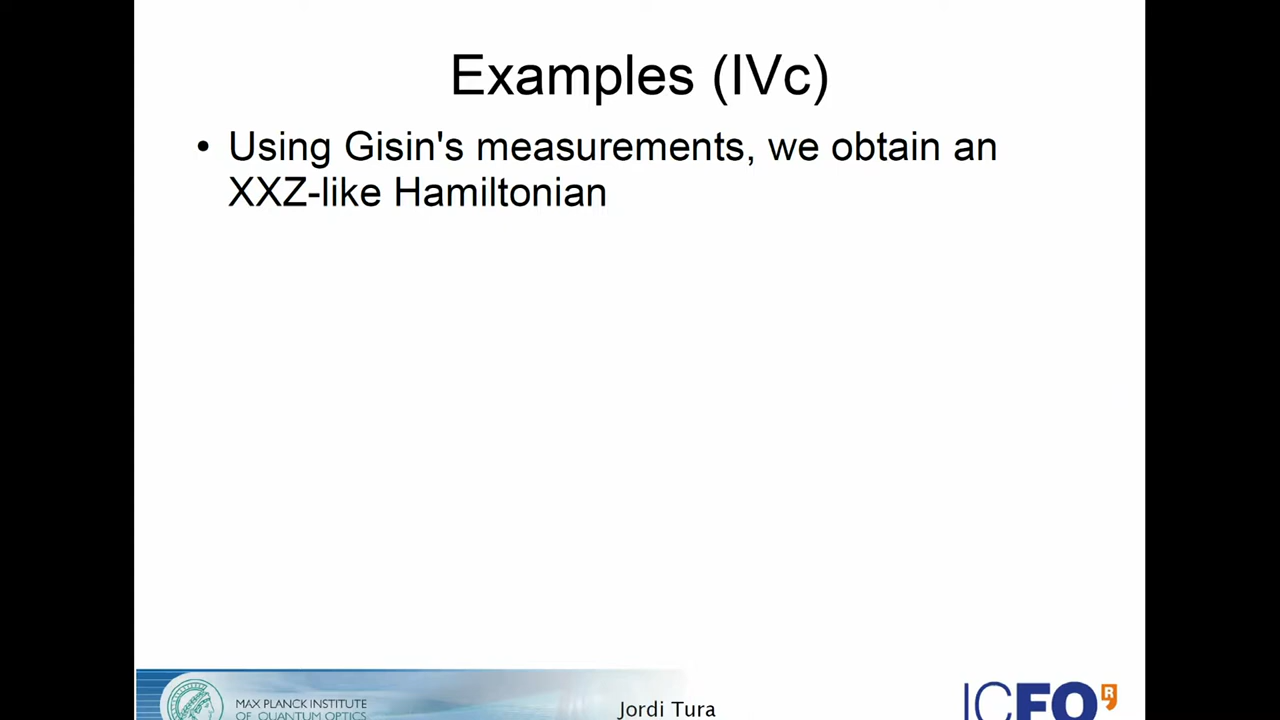 Examples (IVc)
• Using Gisin's measurements, we obtain an
XXZ-like Hamiltonian
MAX PLANCK INSTITUTE
OF QUANTUM OPTICS
Jordi Tura
ICFO R